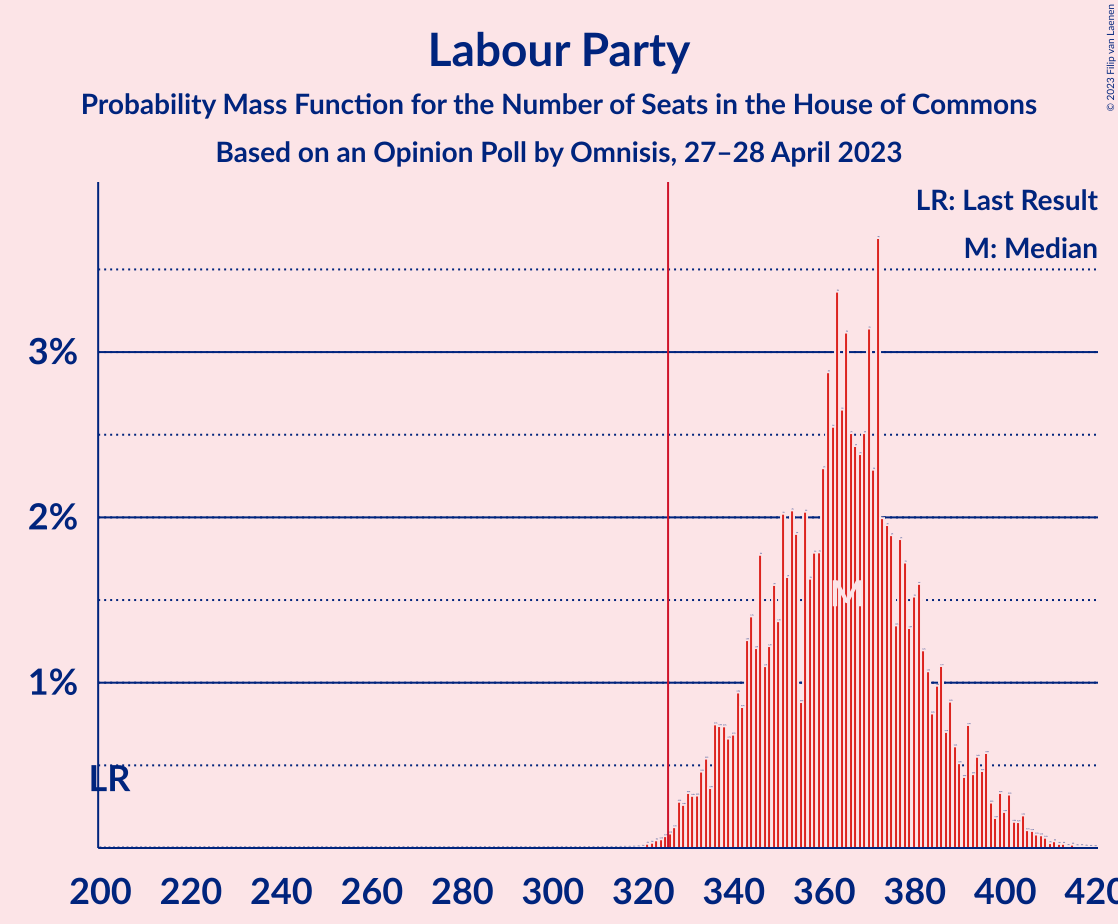 Labour Party
Probability Mass Function for the Number of Seats in the House of Commons
Based on an Opinion Poll by Omnisis, 27–28 April 2023
© 2023 Filip van Laenen
LR: Last Result
M: Median
3%
2%
1%
M
LR
200 220 240 260 280 300 320 340 360 380 400 420